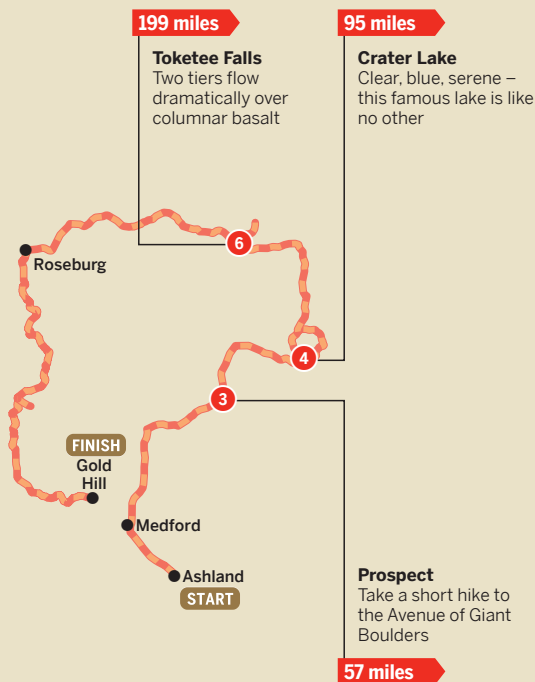 199 miles
Toketee Falls
Two tiers flow
dramatically over
columnar basalt
95 miles
Crater Lake
Clear, blue, serene –
this famous lake is like
no other
6
Roseburg
4
3
FINISH
Gold
Hill
Medford
Ashland
START
Prospect
Take a short hike to
the Avenue of Giant
Boulders
57 miles